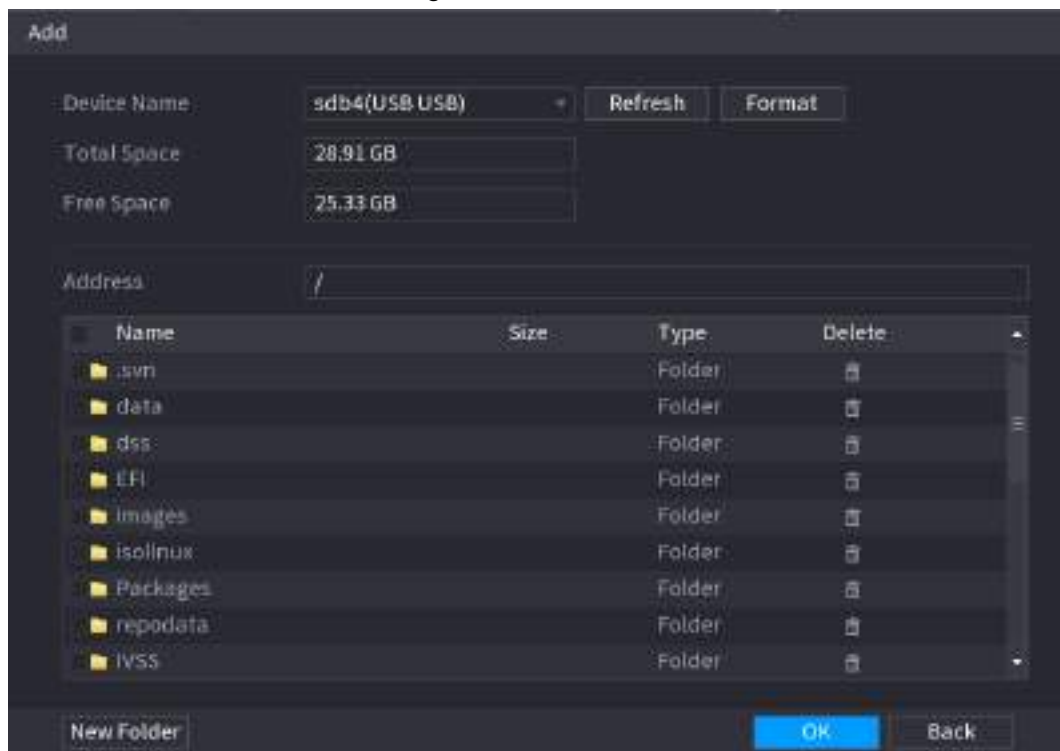 Add
Device Name sdb4(USB USB) Refresh Format
Total Space 28.91 GB
Free Space 25.33 GB
Address /
Name Size Type Delete
.svn Folder
data Folder
dss Folder
EFI Folder
images Folder
isolinux Folder
Packages Folder
repodata Folder
IVSS Folder
New Folder OK Back